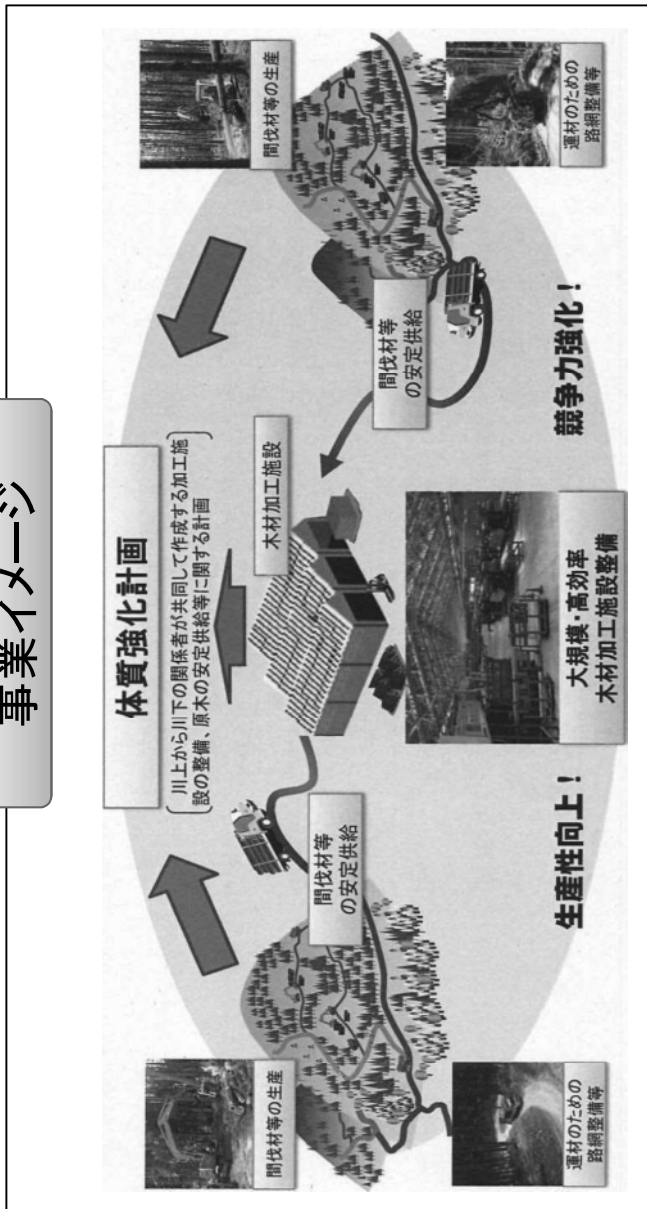 事業イメージ
体質強化計画
川上から川下の関係者が共同して作成する加工施
設の整備、原木の安定供給等に関する計画
間伐材等の生産
間伐材等
の安定供給
運材のための
路網整備等
木材加工施設
間伐材等の生産
間伐材等
の安定供給
運材のための
路網整備等
生産性向上！
大規模・高効率
木材加工施設整備
競争力強化！